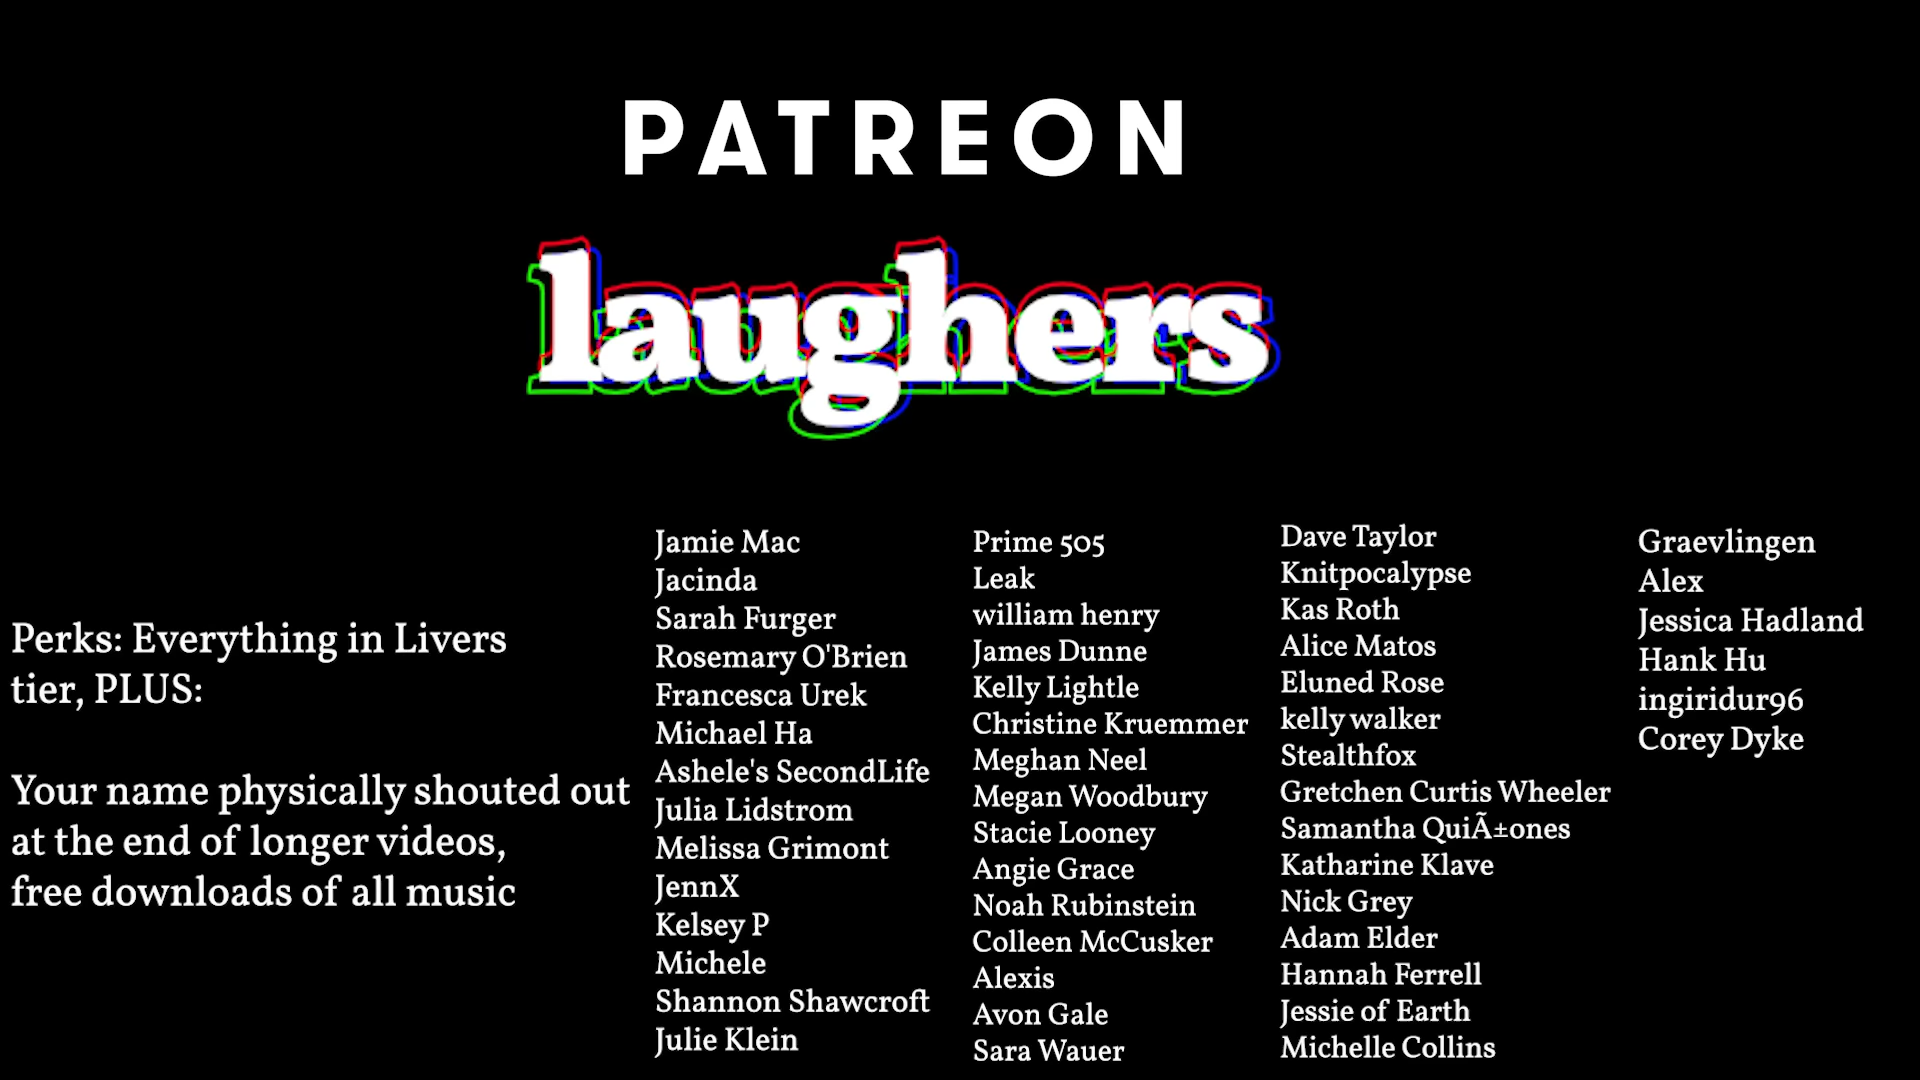 PATREON
laughers
Perks: Everything in Livers
tier, PLUS:
Your name physically shouted out
at the end of longer videos,
free downloads of all music
Jamie Mac
Jacinda
Sarah Furger
Rosemary O'Brien
Francesca Urek
Michael Ha
Ashele's SecondLife
Julia Lidstrom
Melissa Grimont
JennX
Kelsey P
Michele
Shannon Shawcroft
Julie Klein
Prime 505
Leak
william henry
James Dunne
Kelly Lightle
Christine Kruemmer
Meghan Neel
Megan Woodbury
Stacie Looney
Angie Grace
Noah Rubinstein
Colleen McCusker
Alexis
Avon Gale
Sara Wauer
Dave Taylor
Knitpocalypse
Kas Roth
Alice Matos
Eluned Rose
kelly walker
Stealthfox
Gretchen Curtis Wheeler
Samantha QuiÃ±ones
Katharine Klave
Nick Grey
Adam Elder
Hannah Ferrell
Jessie of Earth
Michelle Collins
Graevlingen
Alex
Jessica Hadland
Hank Hu
ingiridur96
Corey Dyke